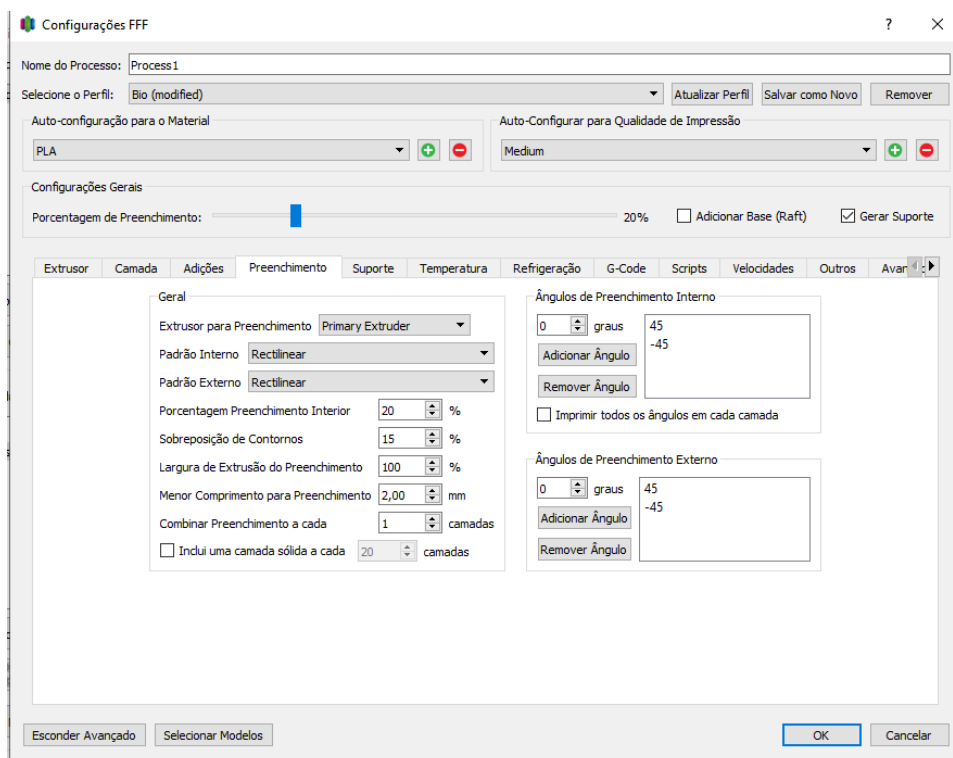 Configurações FFF ?
Nome do Processo: Process1
Selecione o Perfil: Bio (modified) Atualizar Perfil Salvar como Novo Remover
Auto-configuração para o Material Auto-Configurar para Qualidade de Impressão
PLA Medium
Configurações Gerais
Porcentagem de Preenchimento: 20% Adicionar Base (Raft) Gerar Suporte
Extrusor Camada Adições Preenchimento Suporte Temperatura Refrigeração G-Code Scripts Velocidades Outros
Geral
Extrusor para Preenchimento Primary Extruder
Padrão Interno Rectilinear
Padrão Externo Rectilinear
Porcentagem Preenchimento Interior 20 %
Sobreposição de Contornos 15 %
Largura de Extrusão do Preenchimento 100 %
Menor Comprimento para Preenchimento 2,00 mm
Combinar Preenchimento a cada 1 camadas
Inclui uma camada sólida a cada 20 camadas
Ângulos de Preenchimento Interno
0 graus 45
-45
Adicionar Ângulo
Remover Ângulo
Imprimir todos os ângulos em cada camada
Ângulos de Preenchimento Externo
0 graus 45
-45
Adicionar Ângulo
Remover Ângulo
Esconder Avançado Selecionar Modelos OK Cancelar